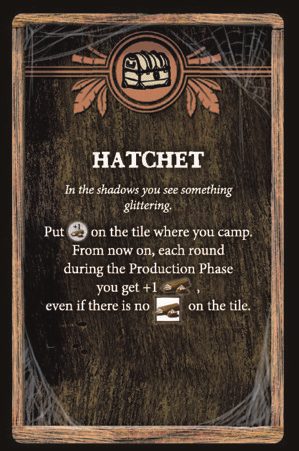 HATCHET
In the shadows you see something
glittering.
Put +1 on the tile where you camp.
From now on, each round
during the Production Phase
you get +1 ,
even if there is no on the tile.